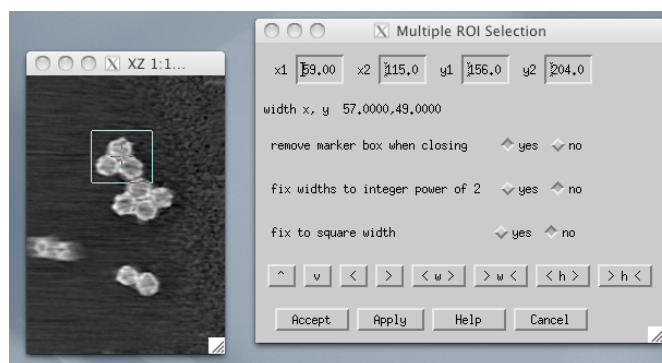 XZ 1:1...
Multiple ROI Selection
x1 59.00 x2 115.0 y1 156.0 y2 204.0
width x, y 57.0000,49.0000
remove marker box when closing yes no
fix widths to integer power of 2 yes no
fix to square width yes no
^ v < > < w > > w < < h > > h <
Accept Apply Help Cancel